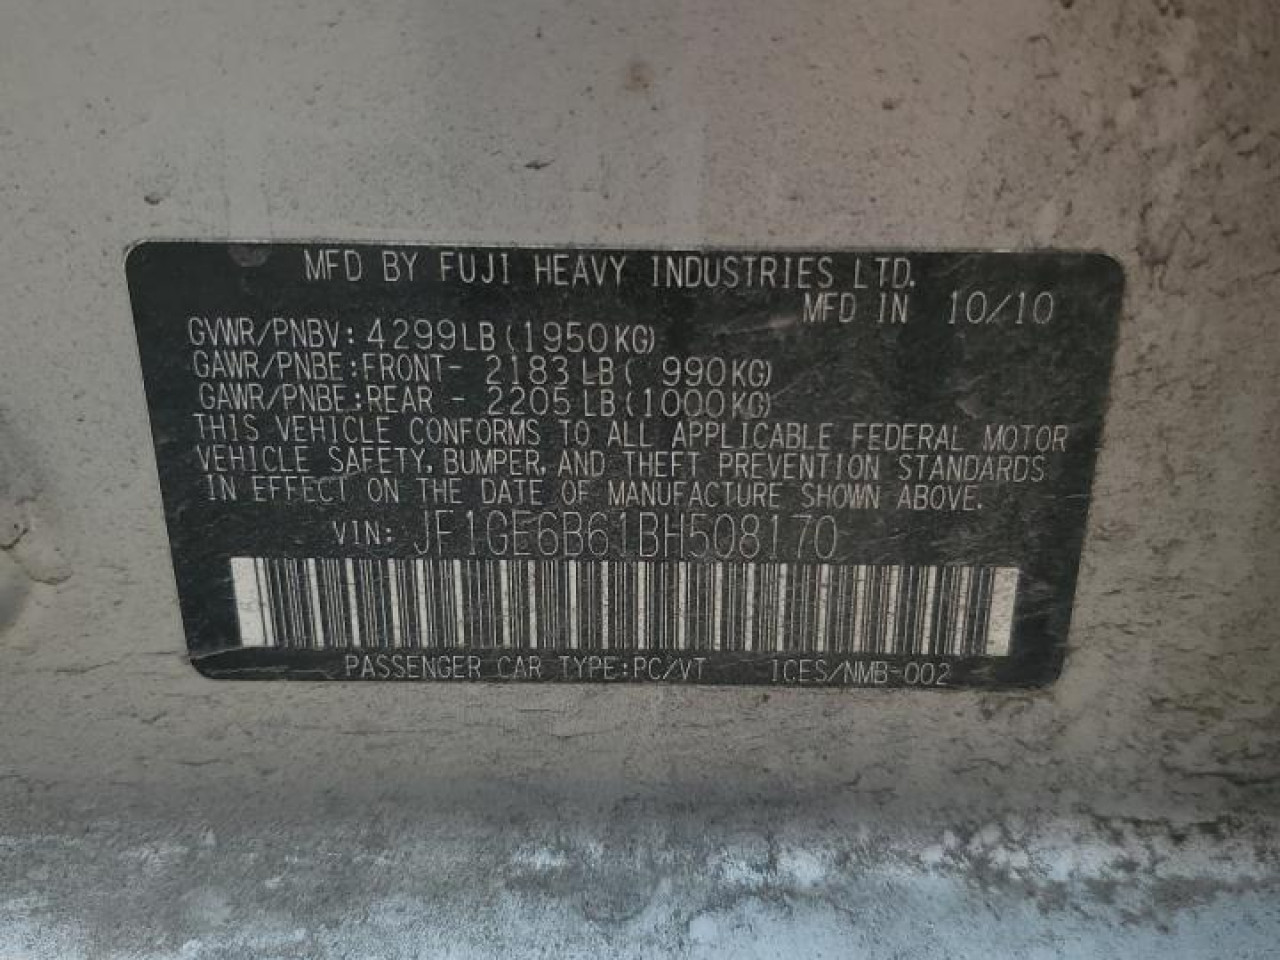 MFD BY FUJI HEAVY INDUSTRIES LTD.
MFD IN 10/10
GVWR/PNBV: 4299LB (1950KG)
GAWR/PNBE:FRONT- 2183LB( 990KG)
GAWR/PNBE:REAR - 2205LB(1000KG)
THIS VEHICLE CONFORMS TO ALL APPLICABLE FEDERAL MOTOR
VEHICLE SAFETY, BUMPER, AND THEFT PREVENTION STANDARDS
IN EFFECT ON THE DATE OF MANUFACTURE SHOWN ABOVE.
VIN: JF1GE6B61BH508170
PASSENGER CAR TYPE:PC/VT ICES/NMB-002